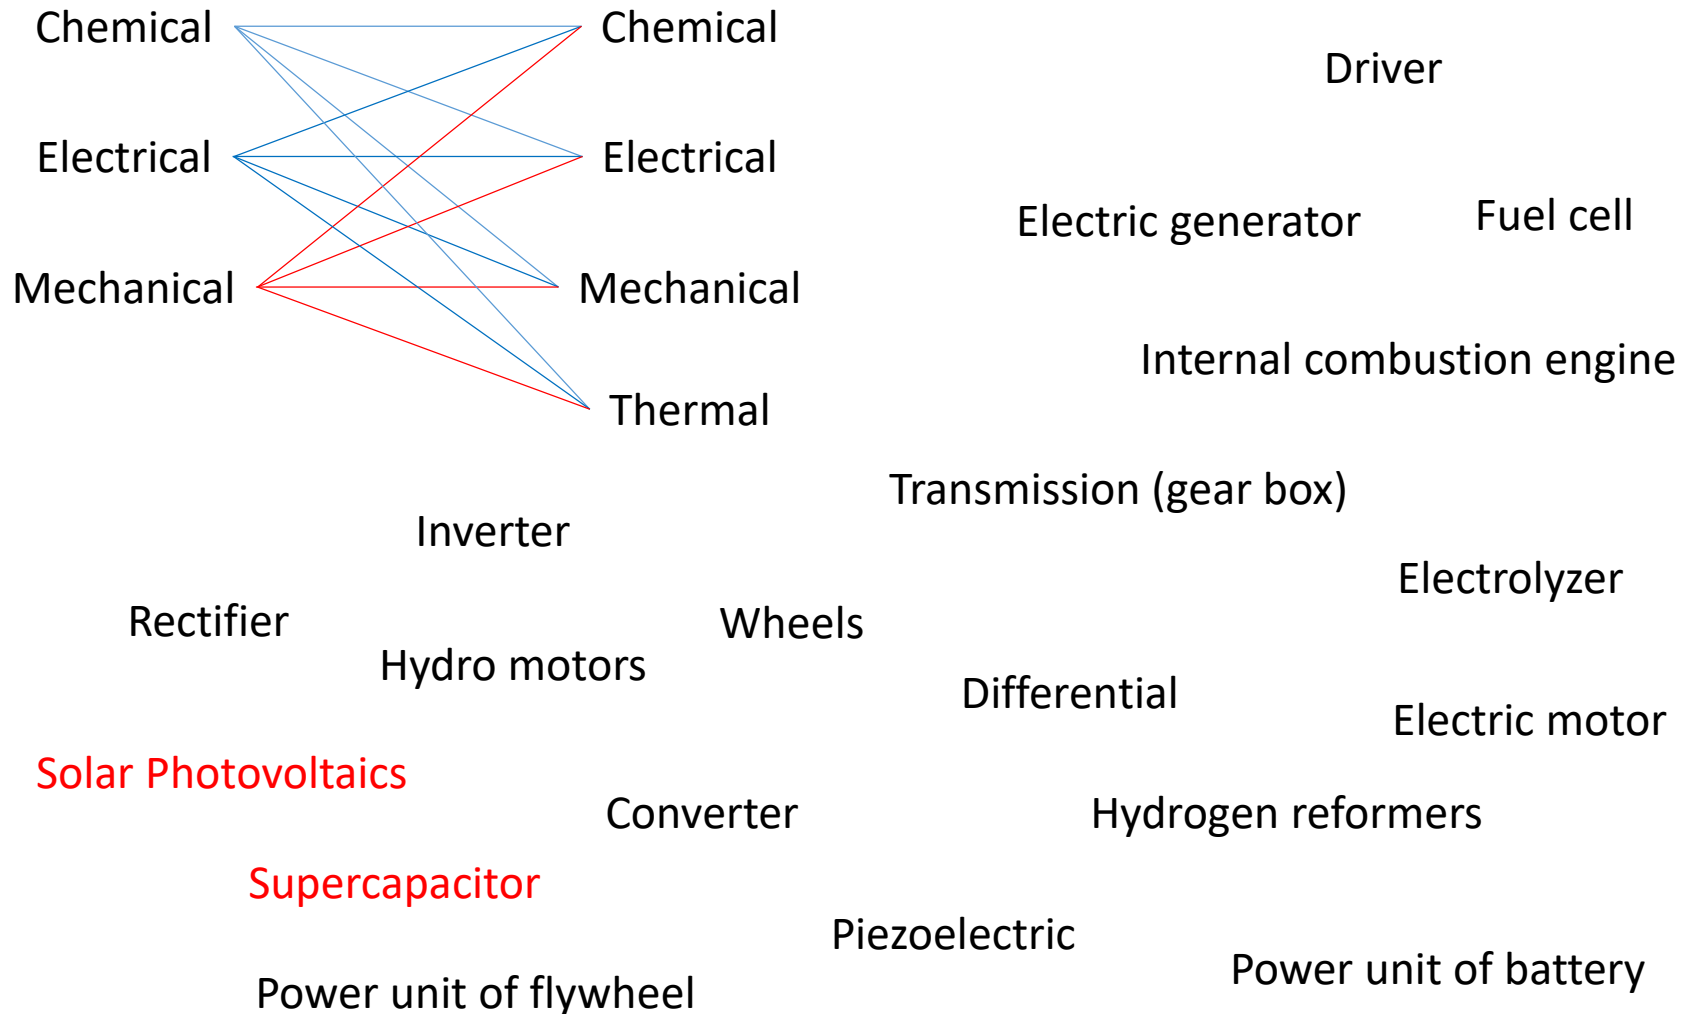 Chemical
Chemical
Driver
Electrical
Electrical
Electric generator
Fuel cell
Mechanical
Mechanical
Internal combustion engine
Thermal
Transmission (gear box)
Inverter
Electrolyzer
Rectifier
Wheels
Hydro motors
Differential
Electric motor
Solar Photovoltaics
Converter
Hydrogen reformers
Supercapacitor
Piezoelectric
Power unit of battery
Power unit of flywheel